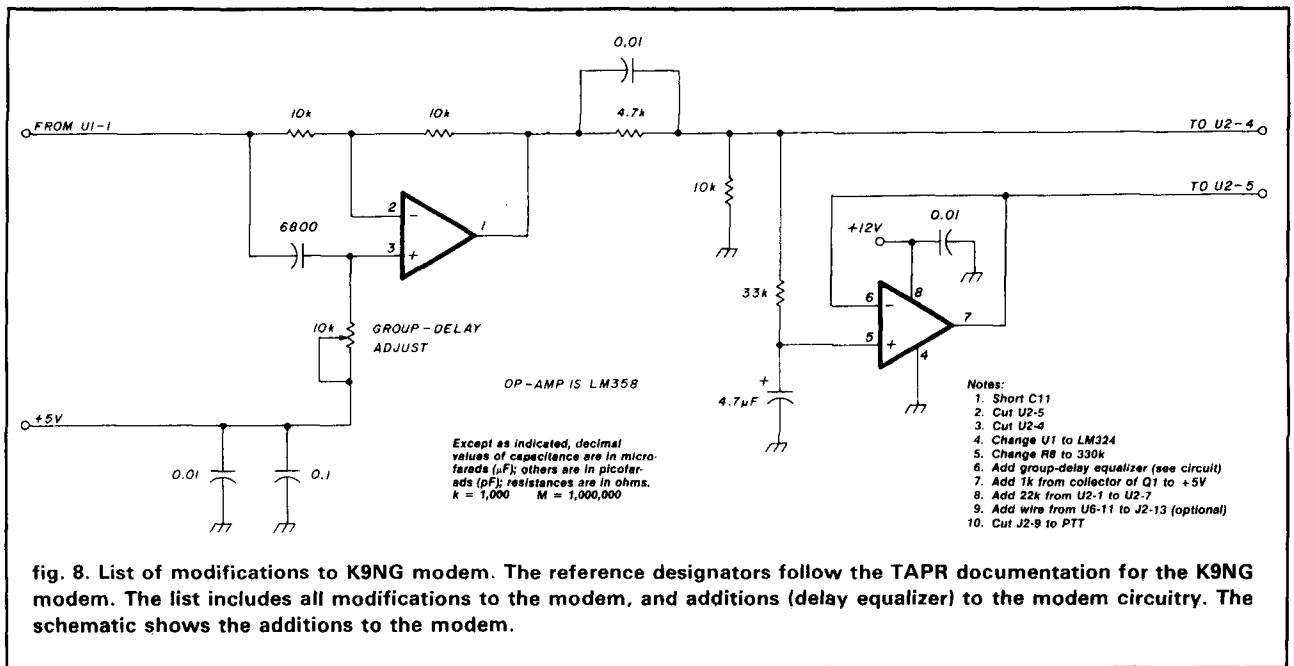 0.01
10k
10k
4.7k
FROM U1-1
TO U2-4
10k
TO U2-5
2
-
1
6800
3
+
+12V
0.01
33k
8
6
-
7
5
+
4
10k
GROUP-DELAY
ADJUST
OP-AMP IS LM358
+
4.7µF
+5V
0.01
0.1
Except as indicated, decimal
values of capacitance are in micro-
farads (µF); others are in picofar-
ads (pF); resistances are in ohms.
k = 1,000 M = 1,000,000
Notes:
1. Short C11
2. Cut U2-5
3. Cut U2-4
4. Change U1 to LM324
5. Change R8 to 330k
6. Add group-delay equalizer (see circuit)
7. Add 1k from collector of Q1 to +5V
8. Add 22k from U2-1 to U2-7
9. Add wire from U6-11 to J2-13 (optional)
10. Cut J2-9 to PTT
fig. 8. List of modifications to K9NG modem. The reference designators follow the TAPR documentation for the K9NG
modem. The list includes all modifications to the modem, and additions (delay equalizer) to the modem circuitry. The
schematic shows the additions to the modem.